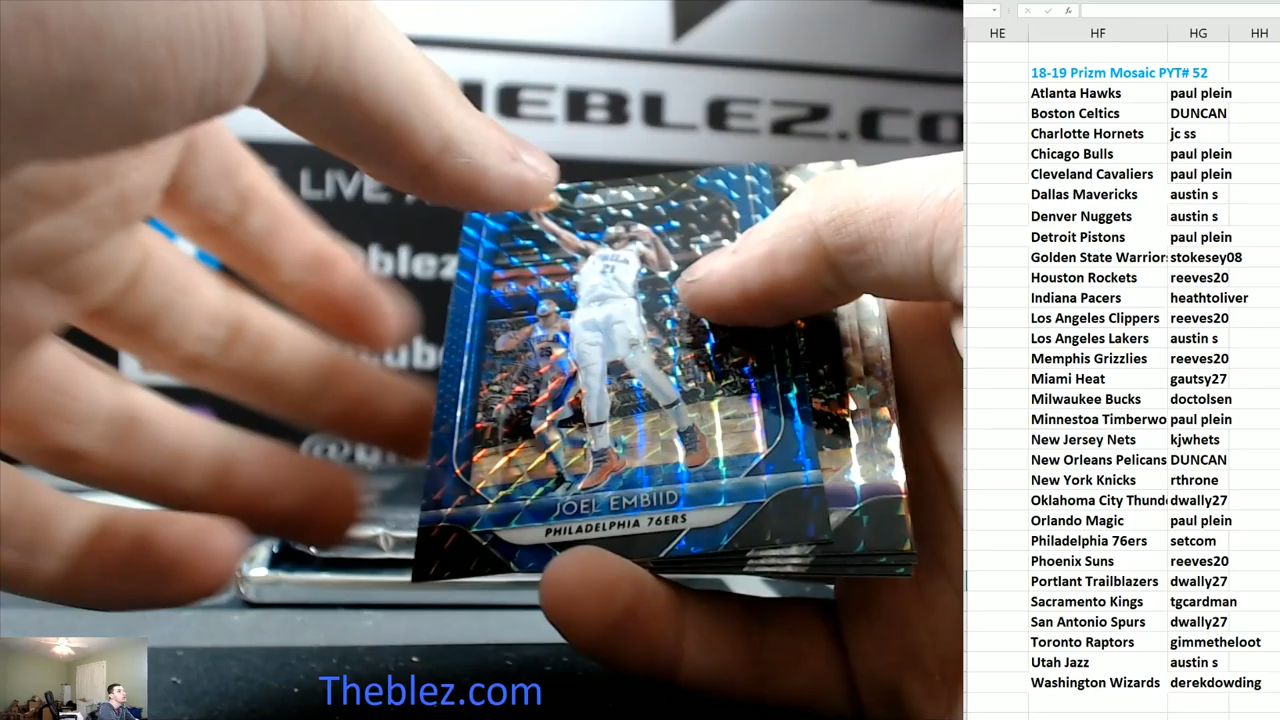 THEBLEZ.CO
LIVE
blez
21
25
JOEL EMBIID
PHILADELPHIA 76ERS
Theblez.com
HE HF HG HH
18-19 Prizm Mosaic PYT# 52
Atlanta Hawks paul plein
Boston Celtics DUNCAN
Charlotte Hornets jc ss
Chicago Bulls paul plein
Cleveland Cavaliers paul plein
Dallas Mavericks austin s
Denver Nuggets austin s
Detroit Pistons paul plein
Golden State Warrior stokesey08
Houston Rockets reeves20
Indiana Pacers heathtoliver
Los Angeles Clippers reeves20
Los Angeles Lakers austin s
Memphis Grizzlies reeves20
Miami Heat gautsy27
Milwaukee Bucks doctolsen
Minnestoa Timberwo paul plein
New Jersey Nets kjwhets
New Orleans Pelicans DUNCAN
New York Knicks rthrone
Oklahoma City Thund dwally27
Orlando Magic paul plein
Philadelphia 76ers setcom
Phoenix Suns reeves20
Portlant Trailblazers dwally27
Sacramento Kings tgcardman
San Antonio Spurs dwally27
Toronto Raptors gimmetheloot
Utah Jazz austin s
Washington Wizards derekdowding